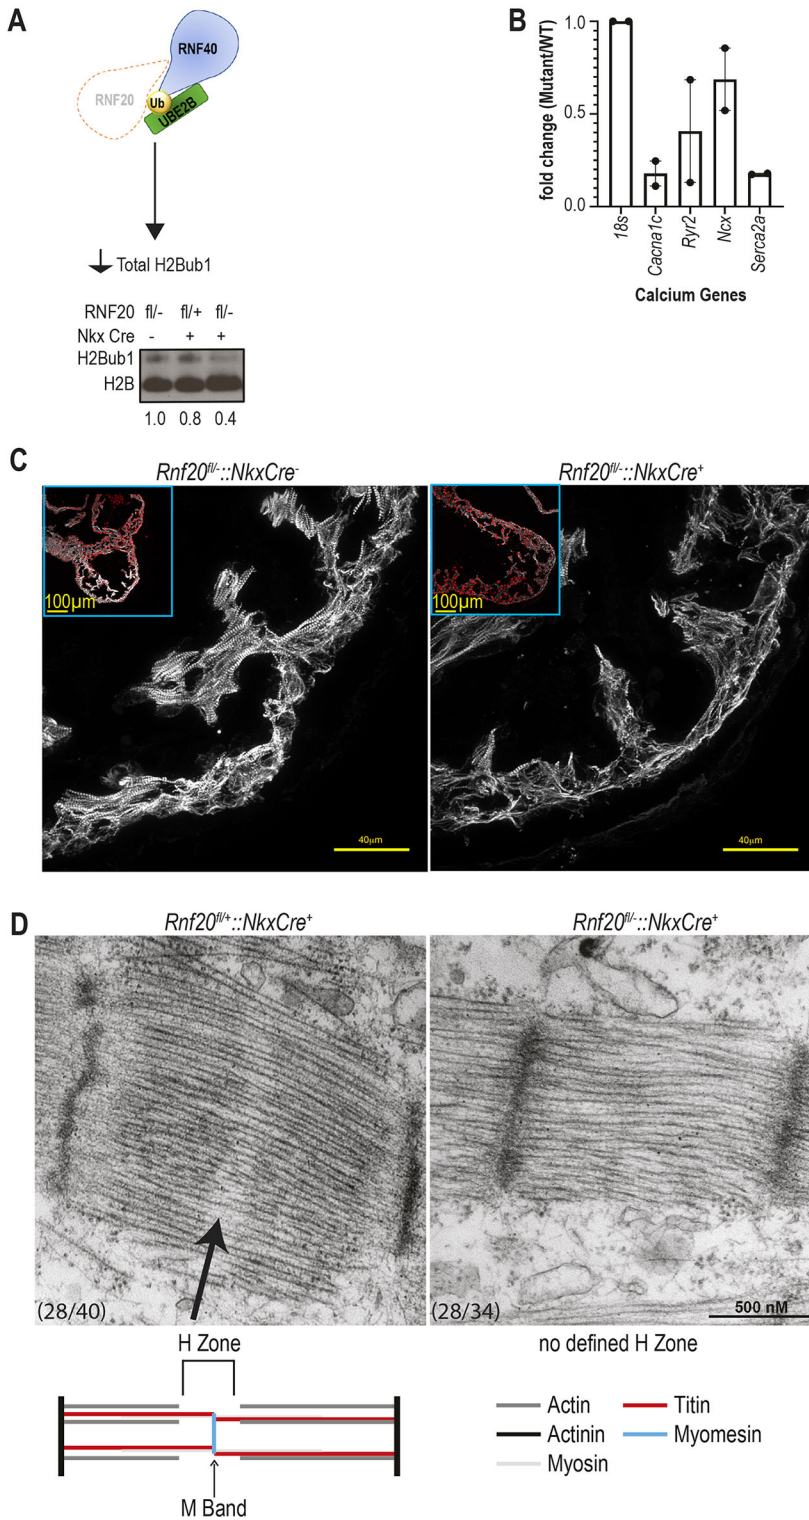 A
RNF40
RNF20
Ub
UBE2B
Total H2Bub1
RNF20 fl/- fl/+ fl/-
Nkx Cre - + +
H2Bub1
H2B
1.0 0.8 0.4
B
fold change (Mutant/WT)
1.0
0.5
0.0
18s
Cacna1c
Ryr2
Ncx
Serca2a
Calcium Genes
C
Rnf20fl/-::NkxCre-
Rnf20fl/-::NkxCre+
100μm
100μm
40μm
40μm
D
Rnf20fl/+::NkxCre+
Rnf20fl/-::NkxCre+
(28/40)
(28/34)
500 nM
H Zone
no defined H Zone
M Band
Actin
Titin
Actinin
Myomesin
Myosin